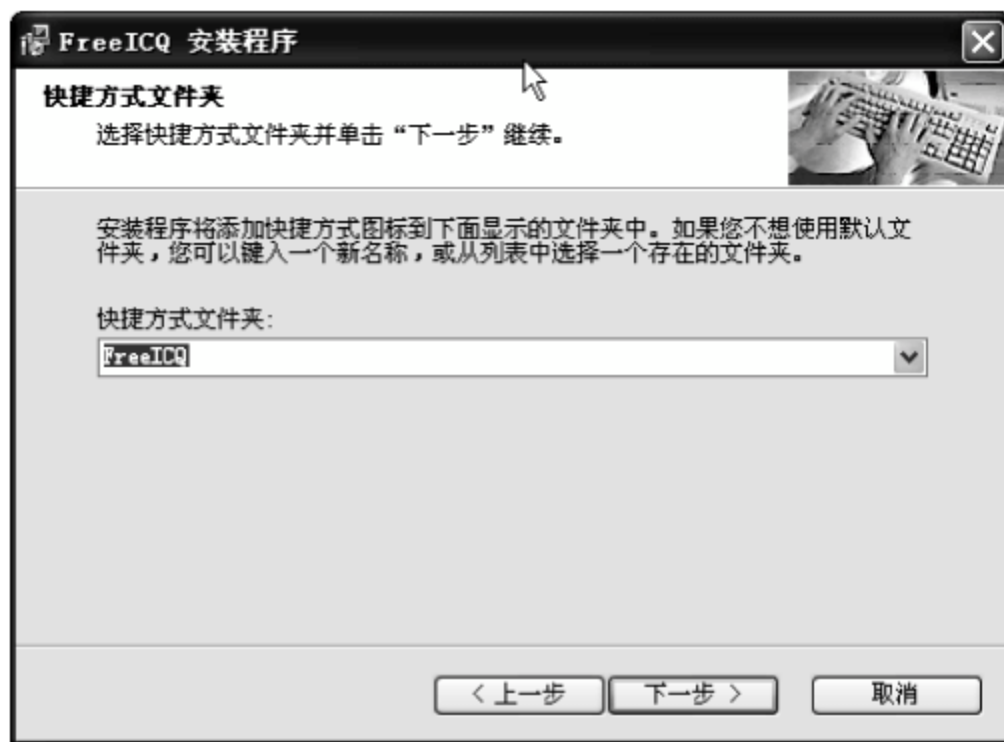 FreeICQ 安装程序
快捷方式文件夹
选择快捷方式文件夹并单击“下一步”继续。
安装程序将添加快捷方式图标到下面显示的文件夹中。如果您不想使用默认文
件夹，您可以键入一个新名称，或从列表中选择一个存在的文件夹。
快捷方式文件夹:
FreeICQ
< 上一步
下一步 >
取消